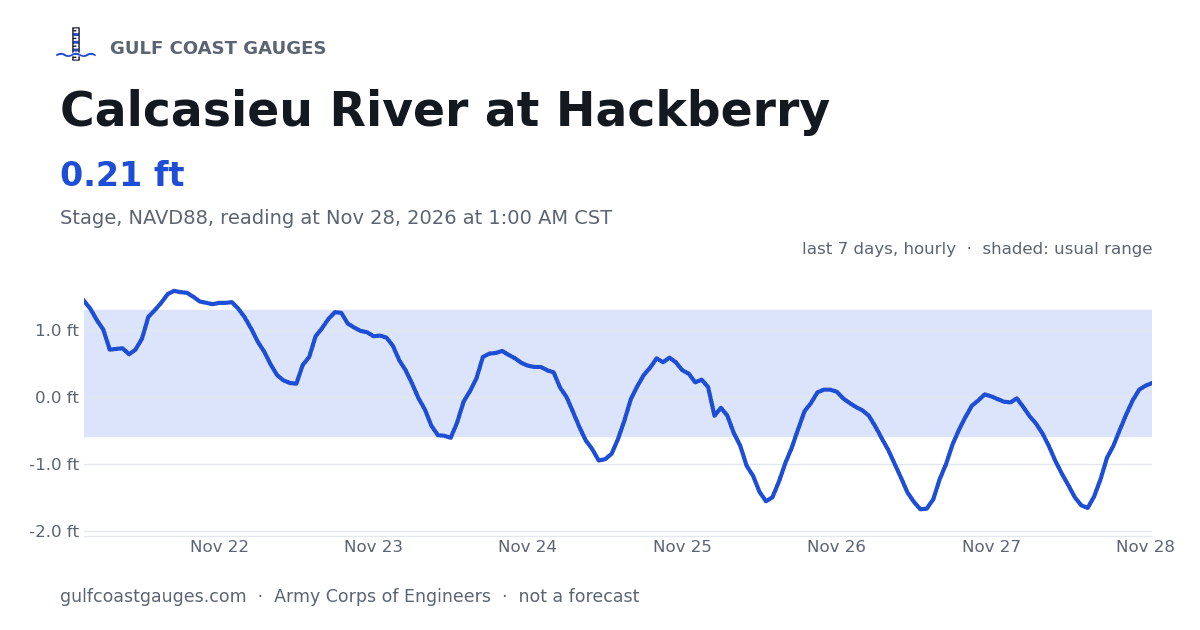 GULF COAST GAUGES
Calcasieu River at Hackberry
0.21 ft
Stage, NAVD88, reading at Nov 28, 2026 at 1:00 AM CST
last 7 days, hourly · shaded: usual range
1.0 ft
0.0 ft
-1.0 ft
-2.0 ft
Nov 22 Nov 23 Nov 24 Nov 25 Nov 26 Nov 27 Nov 28
gulfcoastgauges.com · Army Corps of Engineers · not a forecast